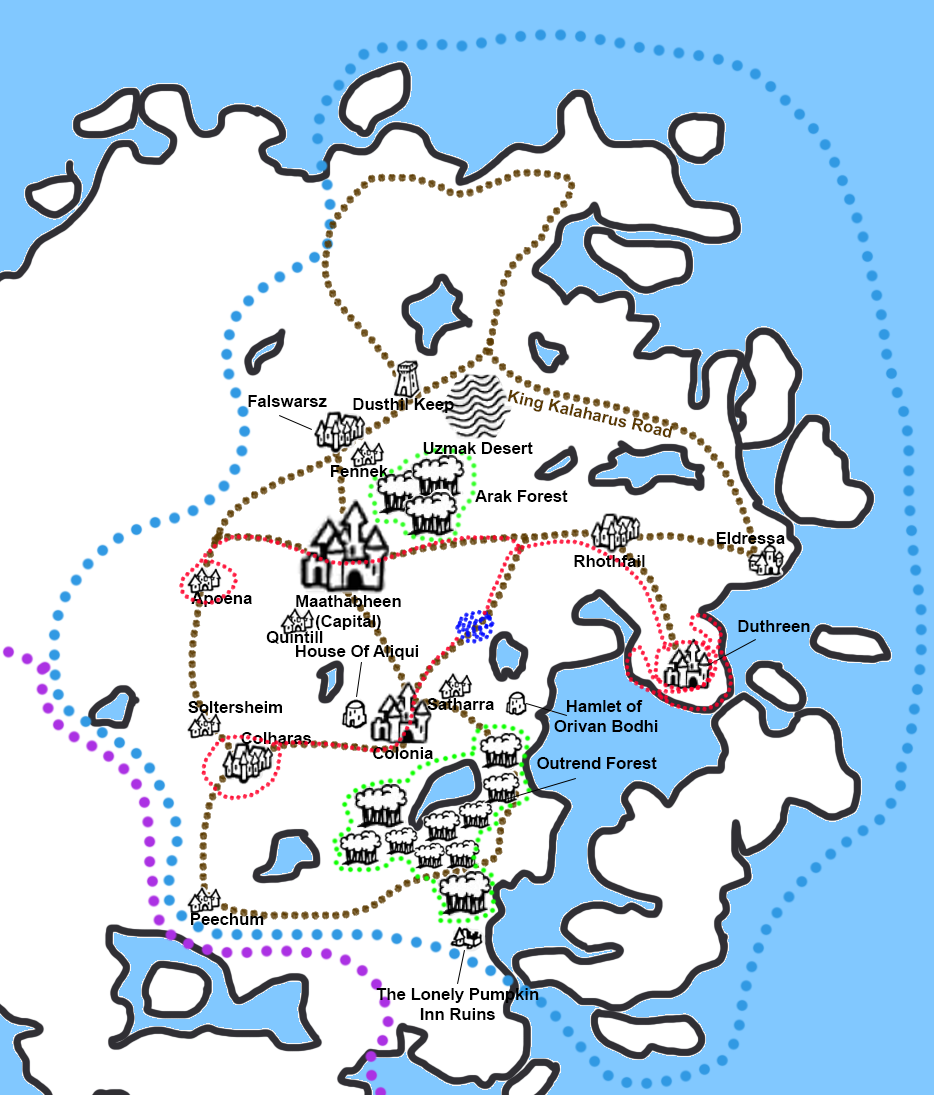 Falswarsz
Dusthil Keep
King Kalaharus Road
Uzmak Desert
Fennek
Arak Forest
Eldressa
Rhothfail
Apoena
Maathabheen
(Capital)
Quintill
Duthreen
House Of Aliqui
Satharra
Hamlet of
Orivan Bodhi
Soltersheim
Colharas
Colonia
Outrend Forest
Peechum
The Lonely Pumpkin
Inn Ruins